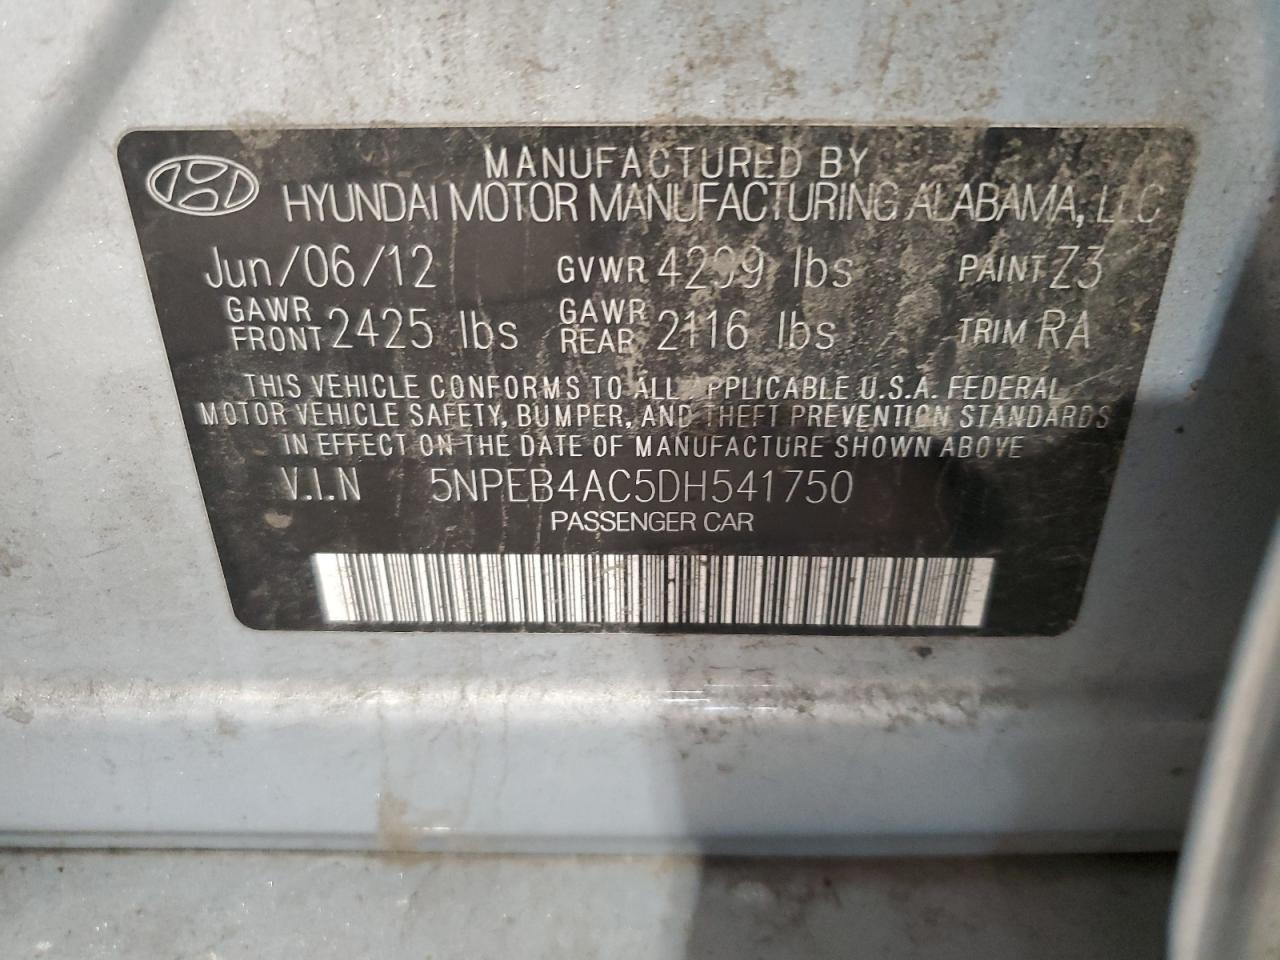 MANUFACTURED BY
HYUNDAI MOTOR MANUFACTURING ALABAMA, LLC
Jun/06/12 GVWR 4299 lbs PAINT Z3
GAWR FRONT 2425 lbs GAWR REAR 2116 lbs TRIM RA
THIS VEHICLE CONFORMS TO ALL APPLICABLE U.S.A. FEDERAL
MOTOR VEHICLE SAFETY, BUMPER, AND THEFT PREVENTION STANDARDS
IN EFFECT ON THE DATE OF MANUFACTURE SHOWN ABOVE
V.I.N 5NPEB4AC5DH541750
PASSENGER CAR